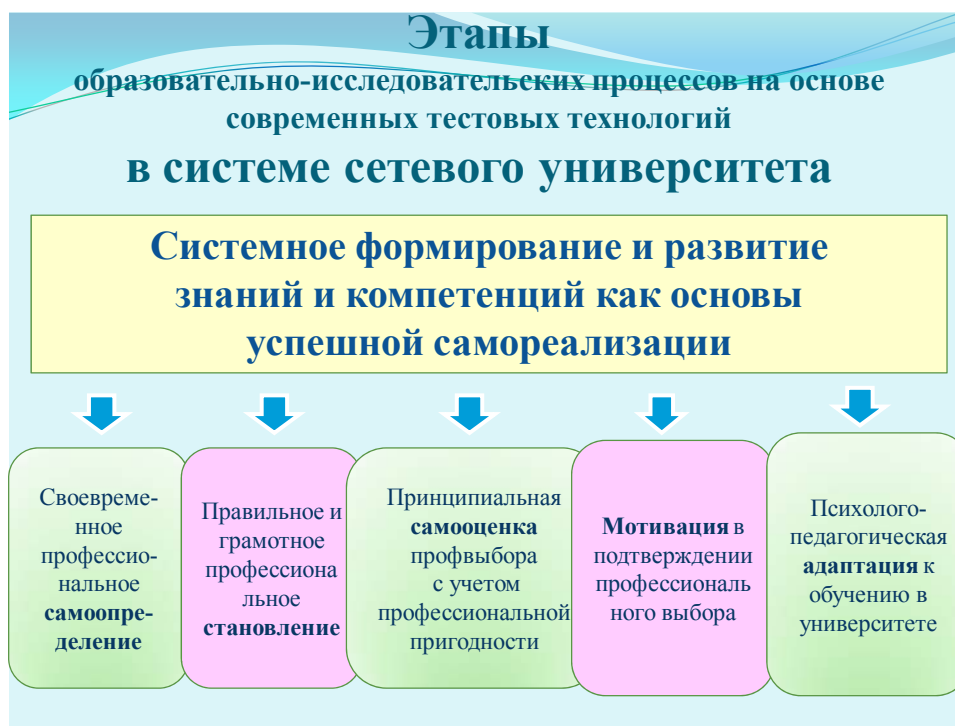 Этапы
образовательно-исследовательских процессов на основе
современных тестовых технологий
в системе сетевого университета
Системное формирование и развитие
знаний и компетенций как основы
успешной самореализации
Своевреме-
нное
профессио-
нальное
самоопре-
деление
Правильное и
грамотное
профессиона
льное
становление
Принципиальная
самооценка
профвыбора
с учетом
профессиональной
пригодности
Мотивация в
подтверждении
профессиональ
ного выбора
Психолого-
педагогическая
адаптация к
обучению в
университете